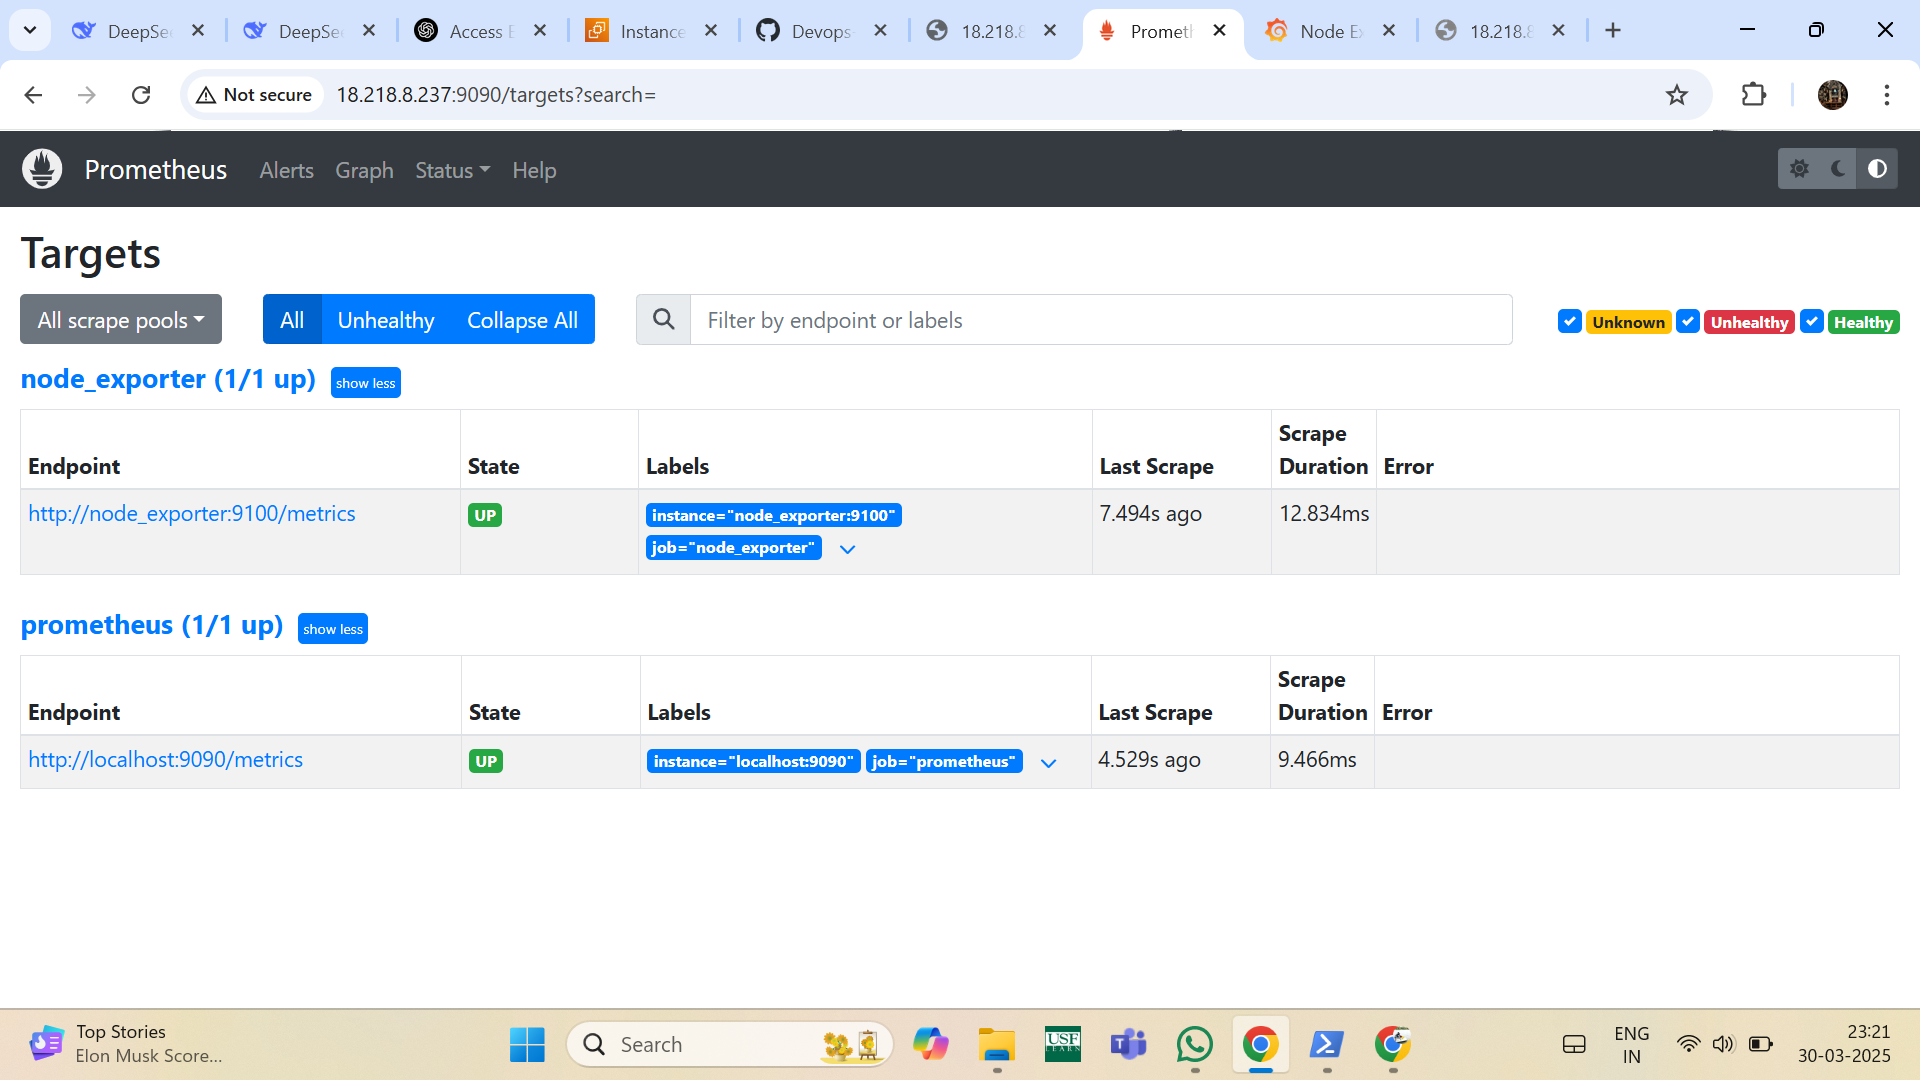 DeepSe
DeepSe
Access E
Instance
Devops
18.218.8
Prometh
Node Ex
18.218.8
Not secure
18.218.8.237:9090/targets?search=
Prometheus
Alerts
Graph
Status
Help
Targets
All scrape pools
All
Unhealthy
Collapse All
Filter by endpoint or labels
Unknown
Unhealthy
Healthy
node_exporter (1/1 up)
show less
Endpoint
State
Labels
Last Scrape
Scrape
Duration
Error
http://node_exporter:9100/metrics
UP
instance="node_exporter:9100"
job="node_exporter"
7.494s ago
12.834ms
prometheus (1/1 up)
show less
Endpoint
State
Labels
Last Scrape
Scrape
Duration
Error
http://localhost:9090/metrics
UP
instance="localhost:9090"
job="prometheus"
4.529s ago
9.466ms
Top Stories
Elon Musk Score...
Search
USF
LEARN
ENG
IN
23:21
30-03-2025